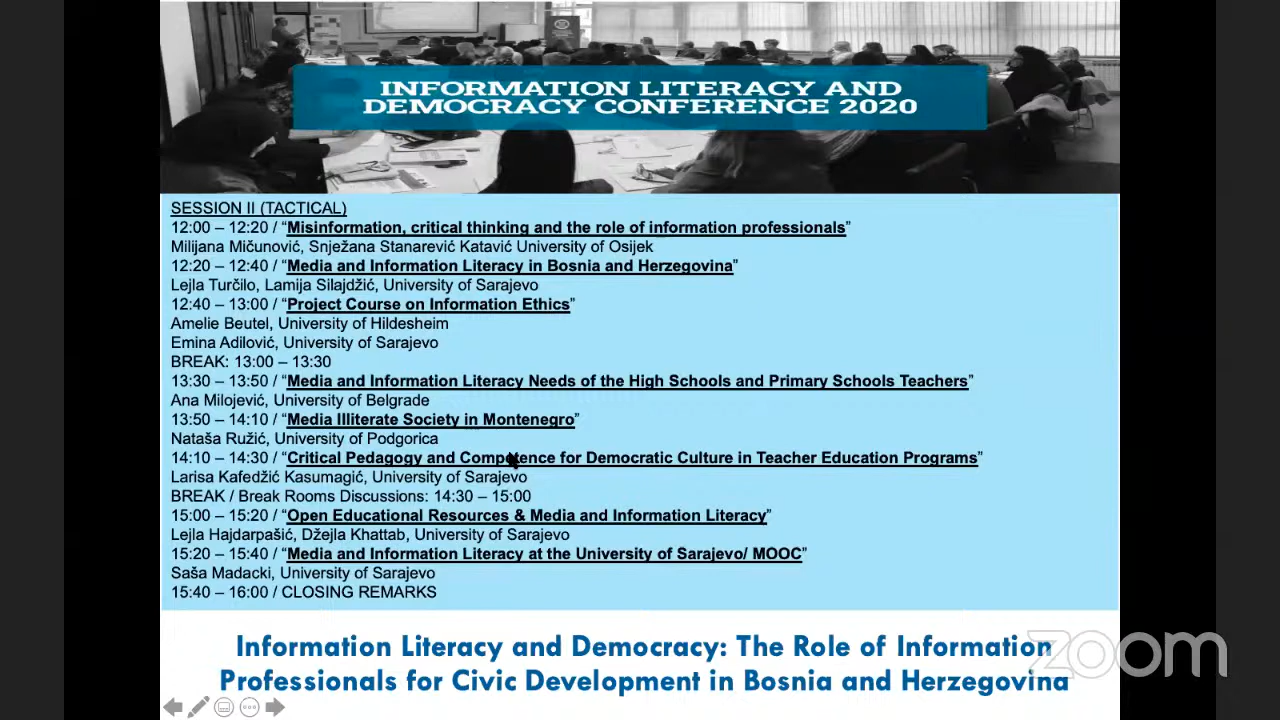 INFORMATION LITERACY AND
DEMOCRACY CONFERENCE 2020
SESSION II (TACTICAL)
12:00 – 12:20 / “Misinformation, critical thinking and the role of information professionals”
Milijana Mičunović, Snježana Stanarević Katavić University of Osijek
12:20 – 12:40 / “Media and Information Literacy in Bosnia and Herzegovina”
Lejla Turčilo, Lamija Silajdžić, University of Sarajevo
12:40 – 13:00 / “Project Course on Information Ethics”
Amelie Beutel, University of Hildesheim
Emina Adilović, University of Sarajevo
BREAK: 13:00 – 13:30
13:30 – 13:50 / “Media and Information Literacy Needs of the High Schools and Primary Schools Teachers”
Ana Milojević, University of Belgrade
13:50 – 14:10 / “Media Illiterate Society in Montenegro”
Nataša Ružić, University of Podgorica
14:10 – 14:30 / “Critical Pedagogy and Competence for Democratic Culture in Teacher Education Programs”
Larisa Kafedžić Kasumagić, University of Sarajevo
BREAK / Break Rooms Discussions: 14:30 – 15:00
15:00 – 15:20 / “Open Educational Resources & Media and Information Literacy”
Lejla Hajdarpašić, Džejla Khattab, University of Sarajevo
15:20 – 15:40 / “Media and Information Literacy at the University of Sarajevo/ MOOC”
Saša Madacki, University of Sarajevo
15:40 – 16:00 / CLOSING REMARKS
Information Literacy and Democracy: The Role of Information
Professionals for Civic Development in Bosnia and Herzegovina
zoom